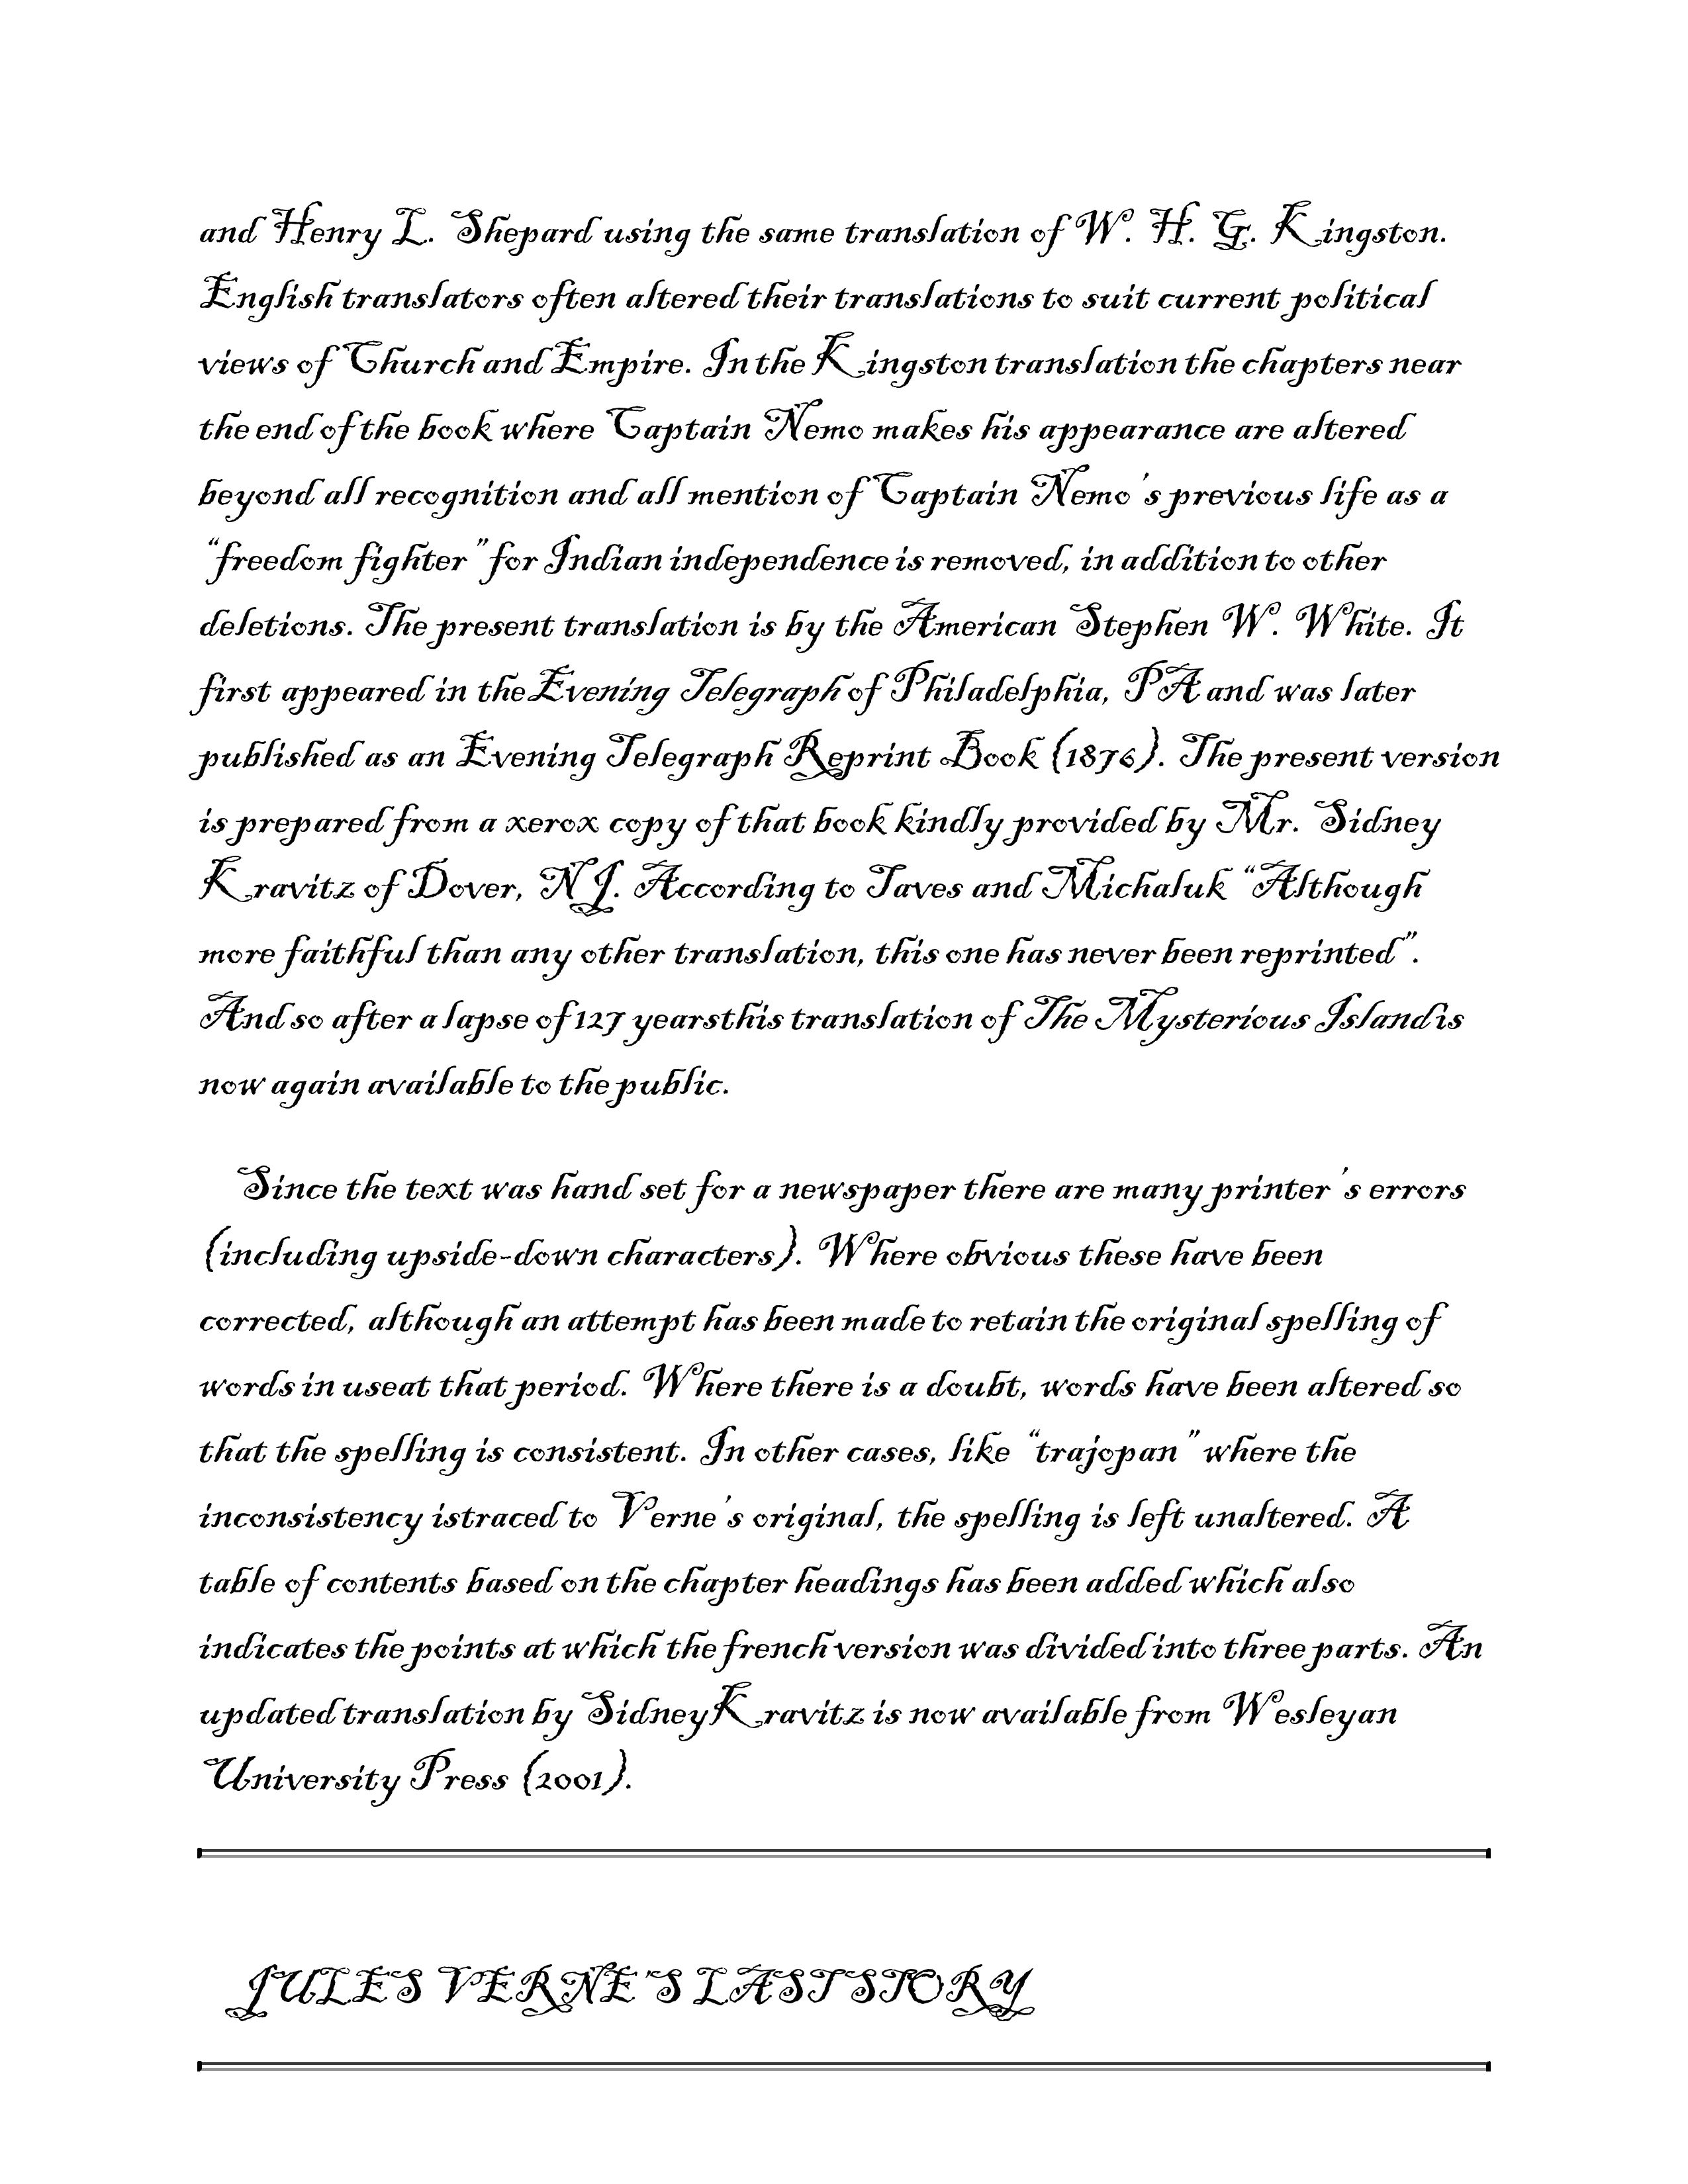 and Henry L. Shepard using the same translation of W. H. G. Kingston.
English translators often altered their translations to suit current political
views of Church and Empire. In the Kingston translation the chapters near
the end of the book where Captain Nemo makes his appearance are altered
beyond all recognition and all mention of Captain Nemo's previous life as a
“freedom fighter” for Indian independence is removed, in addition to other
deletions. The present translation is by the American Stephen W. White. It
first appeared in the Evening Telegraph of Philadelphia, PA and was later
published as an Evening Telegraph Reprint Book (1876). The present version
is prepared from a xerox copy of that book kindly provided by Mr. Sidney
Kravitz of Dover, NJ. According to Taves and Michaluk “Although
more faithful than any other translation, this one has never been reprinted”.
And so after a lapse of 127 yearsthis translation of The Mysterious Island is
now again available to the public.
Since the text was hand set for a newspaper there are many printer's errors
(including upside-down characters). Where obvious these have been
corrected, although an attempt has been made to retain the original spelling of
words in useat that period. Where there is a doubt, words have been altered so
that the spelling is consistent. In other cases, like “trajopan” where the
inconsistency istraced to Verne's original, the spelling is left unaltered. A
table of contents based on the chapter headings has been added which also
indicates the points at which the french version was divided into three parts. An
updated translation by Sidney Kravitz is now available from Wesleyan
University Press (2001).
JULES VERNE'S LAST STORY